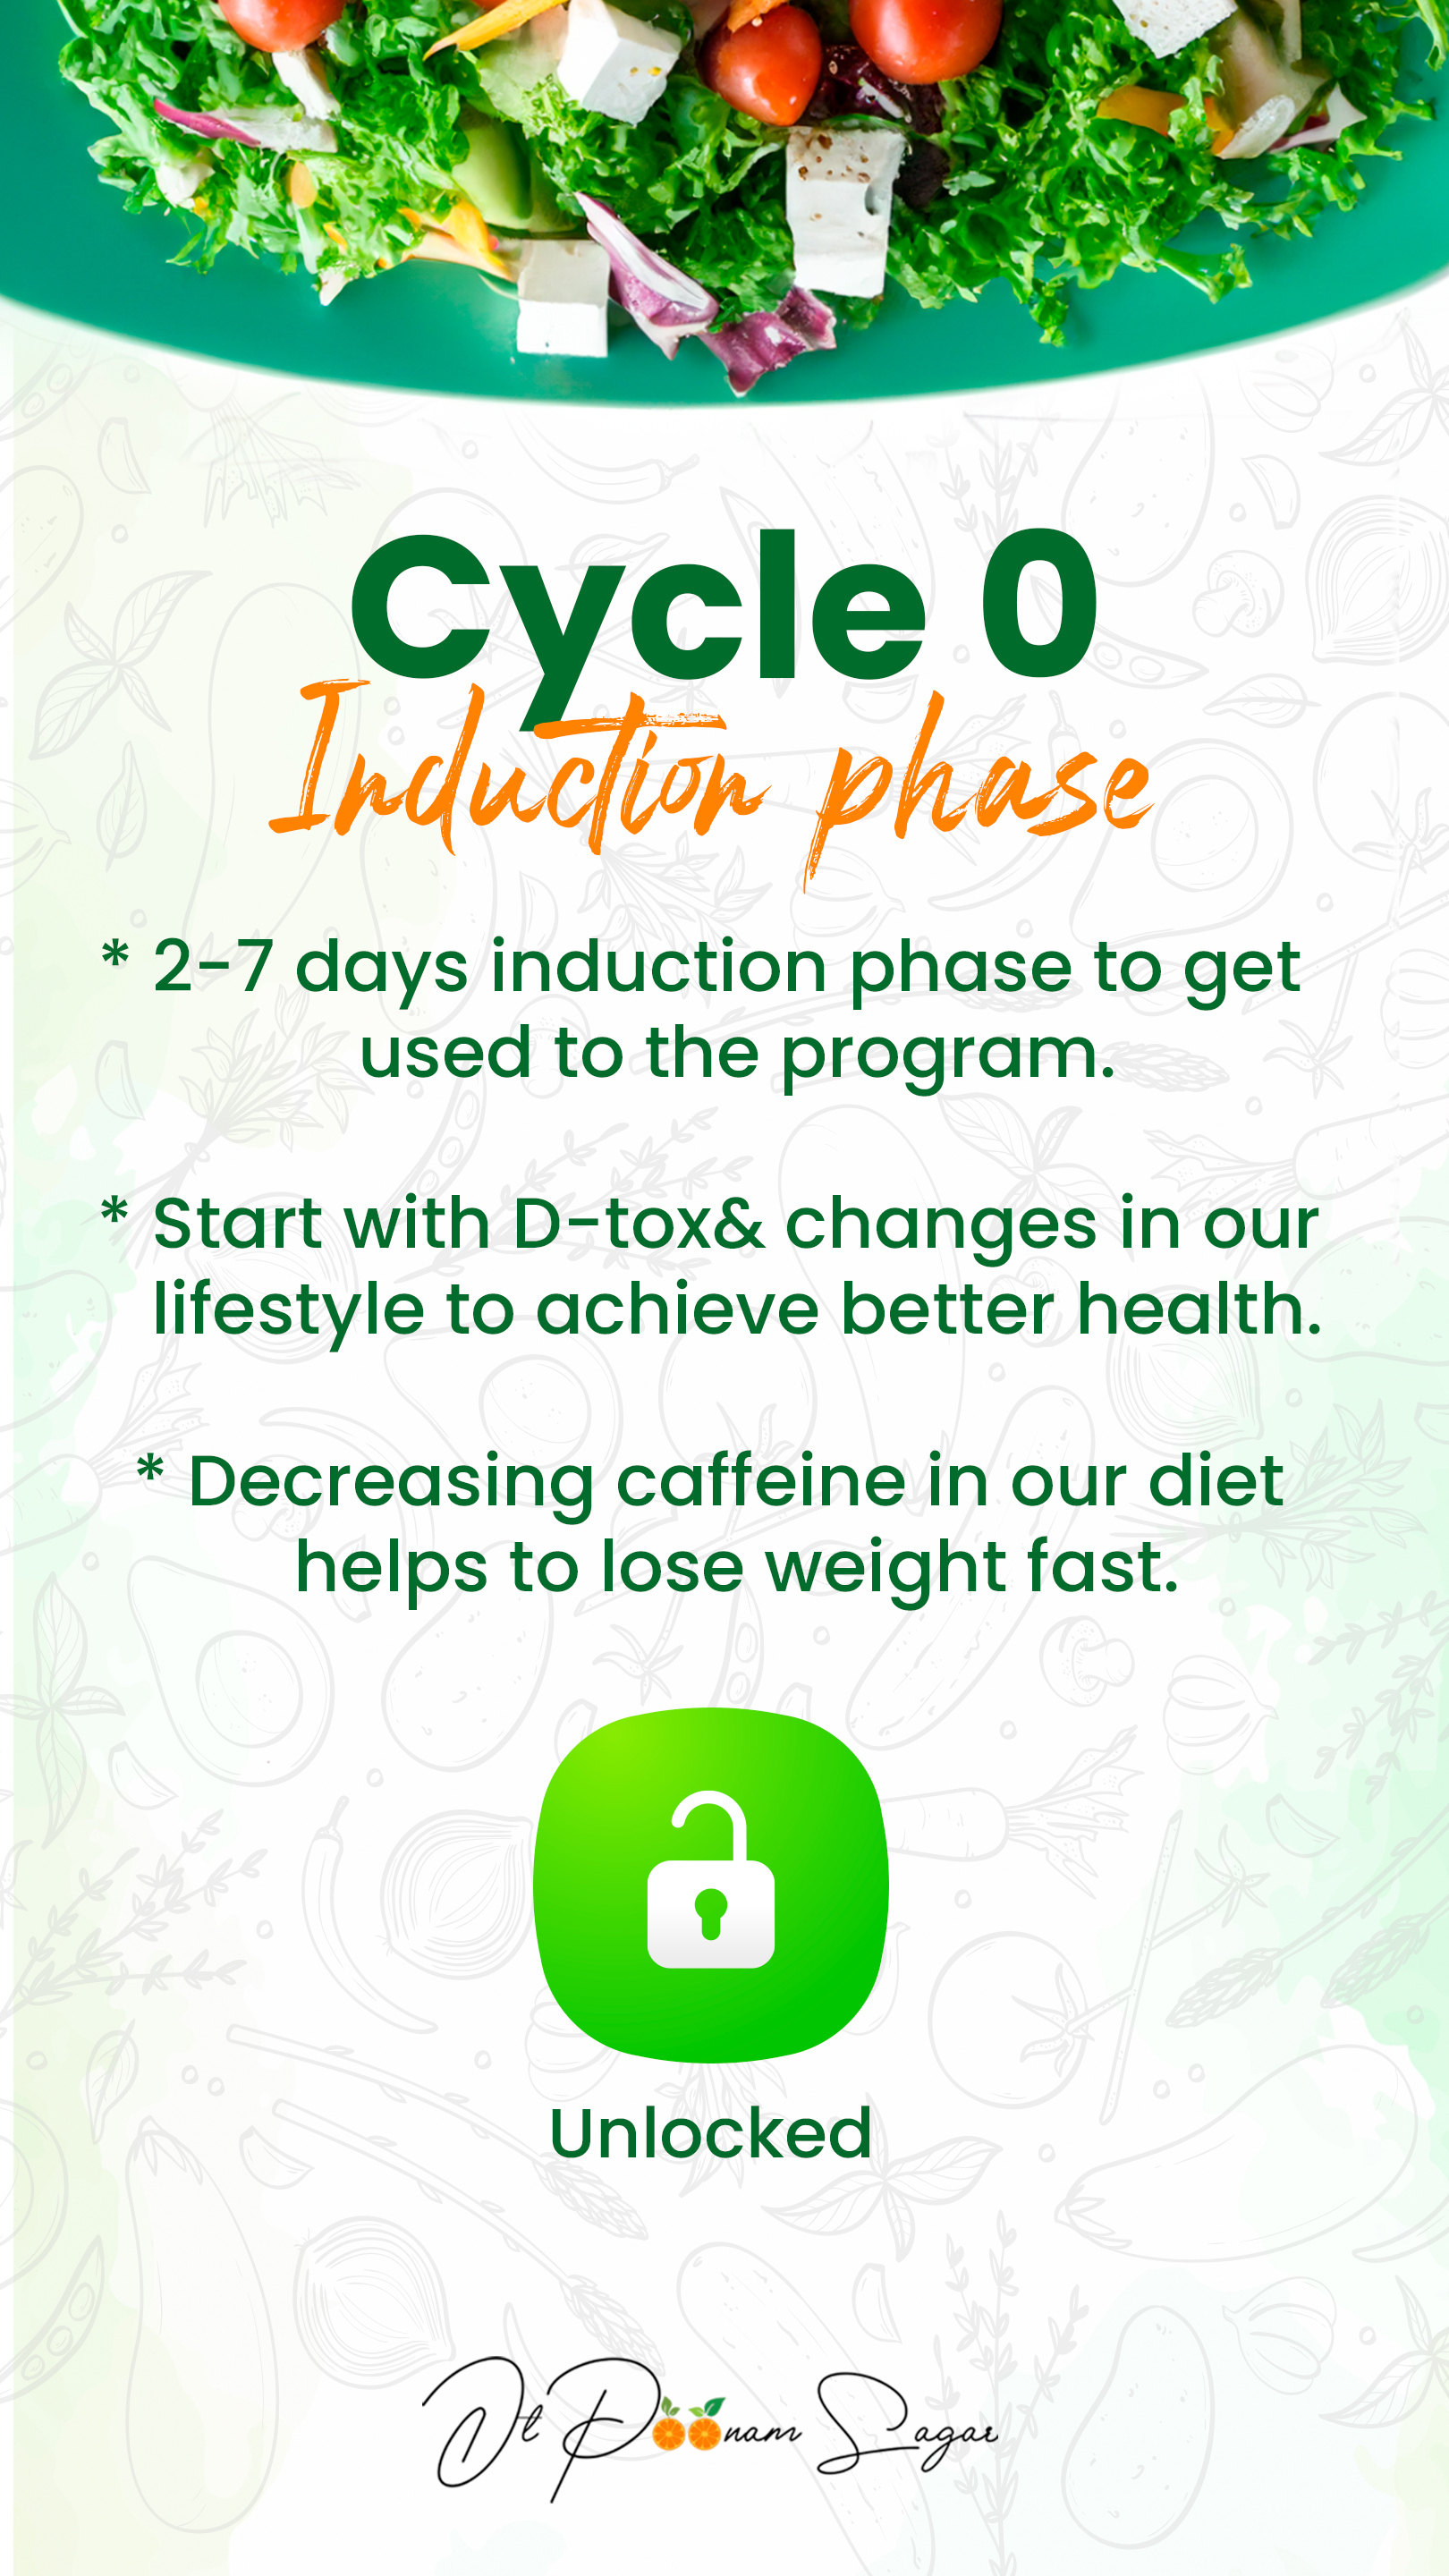 Cycle 0
Induction phase
* 2-7 days induction phase to get
used to the program.
* Start with D-tox& changes in our
lifestyle to achieve better health.
* Decreasing caffeine in our diet
helps to lose weight fast.
Unlocked
Dt Poonam Sagar